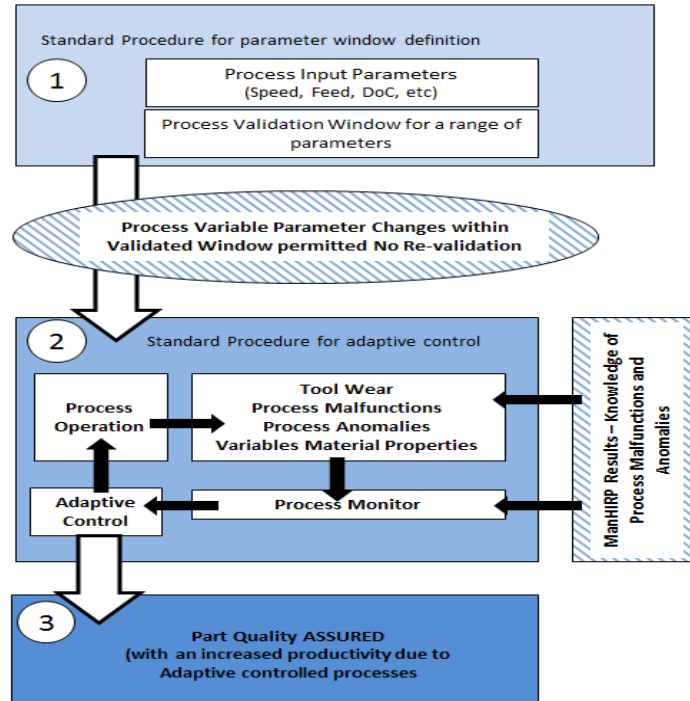 Standard Procedure for parameter window definition
1
Process Input Parameters
(Speed, Feed, DoC, etc)
Process Validation Window for a range of
parameters
Process Variable Parameter Changes within
Validated Window permitted No Re-validation
2
Standard Procedure for adaptive control
Process
Operation
Tool Wear
Process Malfunctions
Process Anomalies
Variables Material Properties
Adaptive
Control
Process Monitor
ManHIRP Results – Knowledge of
Process Malfunctions and
Anomalies
3
Part Quality ASSURED
(with an increased productivity due to
Adaptive controlled processes